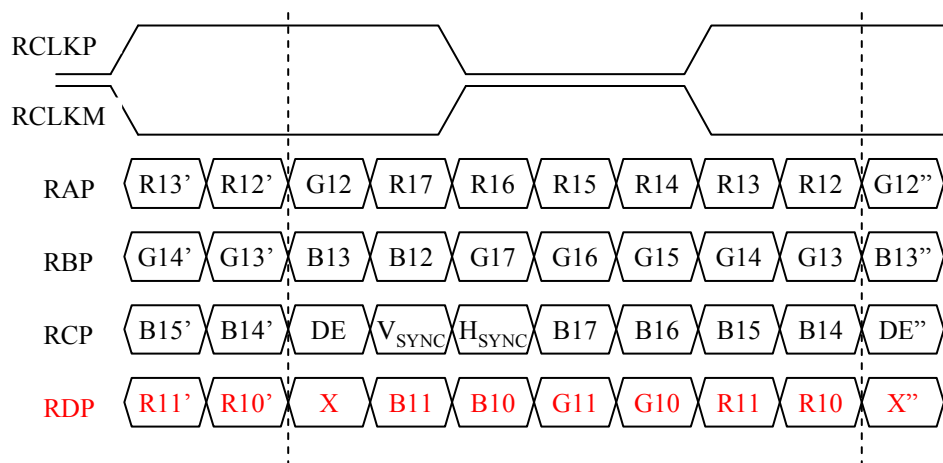 RCLKP
RCLKM
RAP R13’ R12’ G12 R17 R16 R15 R14 R13 R12 G12”
RBP G14’ G13’ B13 B12 G17 G16 G15 G14 G13 B13”
RCP B15’ B14’ DE VSYNC HSYNC B17 B16 B15 B14 DE”
RDP R11’ R10’ X B11 B10 G11 G10 R11 R10 X”